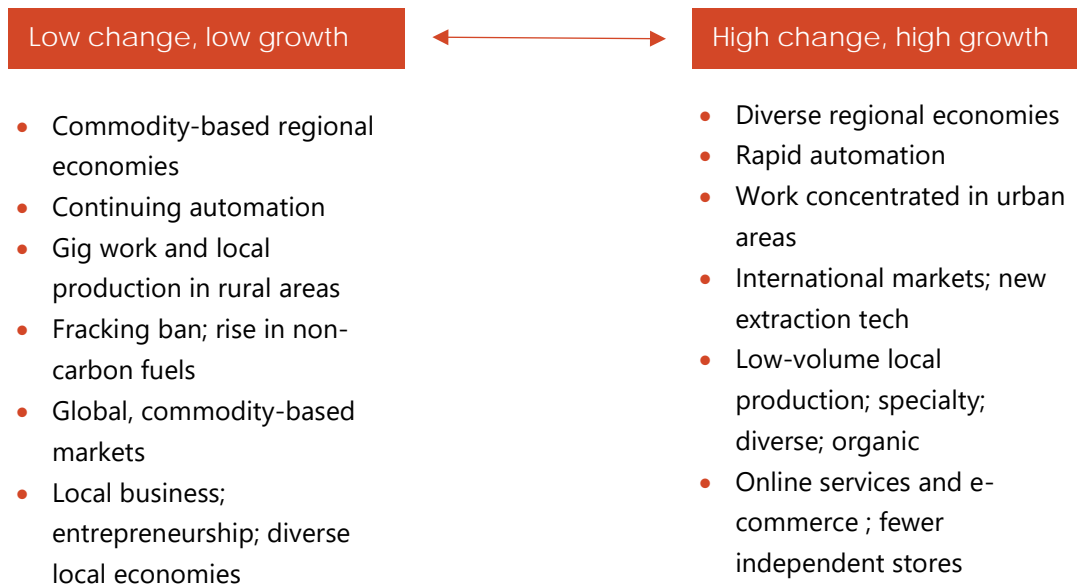 Low change, low growth
High change, high growth
• Commodity-based regional
economies
• Continuing automation
• Gig work and local
production in rural areas
• Fracking ban; rise in non-
carbon fuels
• Global, commodity-based
markets
• Local business;
entrepreneurship; diverse
local economies
• Diverse regional economies
• Rapid automation
• Work concentrated in urban
areas
• International markets; new
extraction tech
• Low-volume local
production; specialty;
diverse; organic
• Online services and e-
commerce ; fewer
independent stores